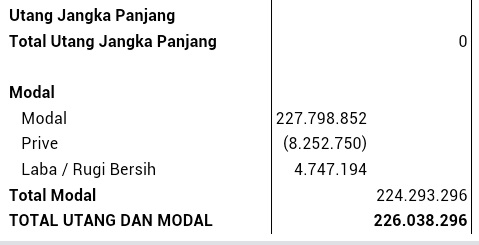 Utang Jangka Panjang
Total Utang Jangka Panjang 0
Modal
Modal 227.798.852
Prive (8.252.750)
Laba / Rugi Bersih 4.747.194
Total Modal 224.293.296
TOTAL UTANG DAN MODAL 226.038.296